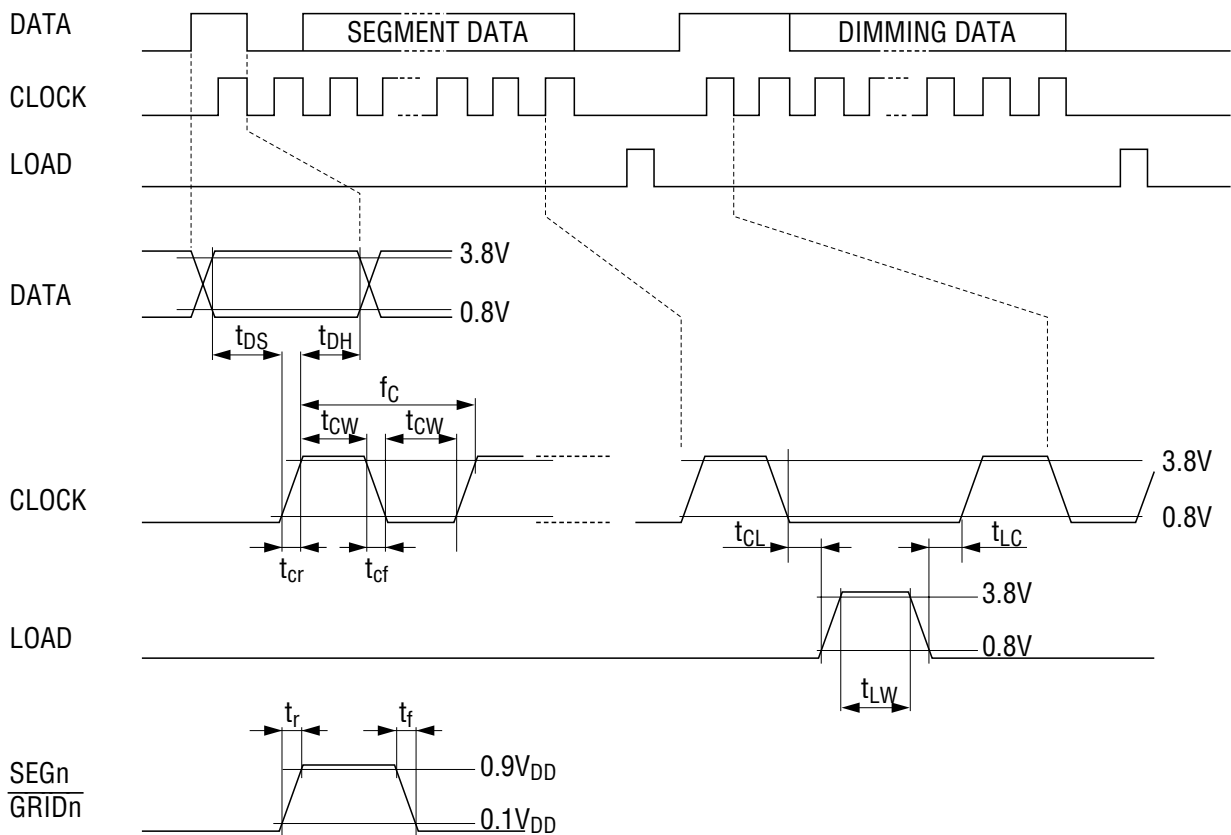 DATA
SEGMENT DATA
DIMMING DATA
CLOCK
LOAD
3.8V
DATA
0.8V
tDS
tDH
fC
tCW
tCW
3.8V
CLOCK
0.8V
tCL
tLC
tcr
tcf
3.8V
LOAD
0.8V
tLW
tr
tf
0.9VDD
SEGn
GRIDn
0.1VDD